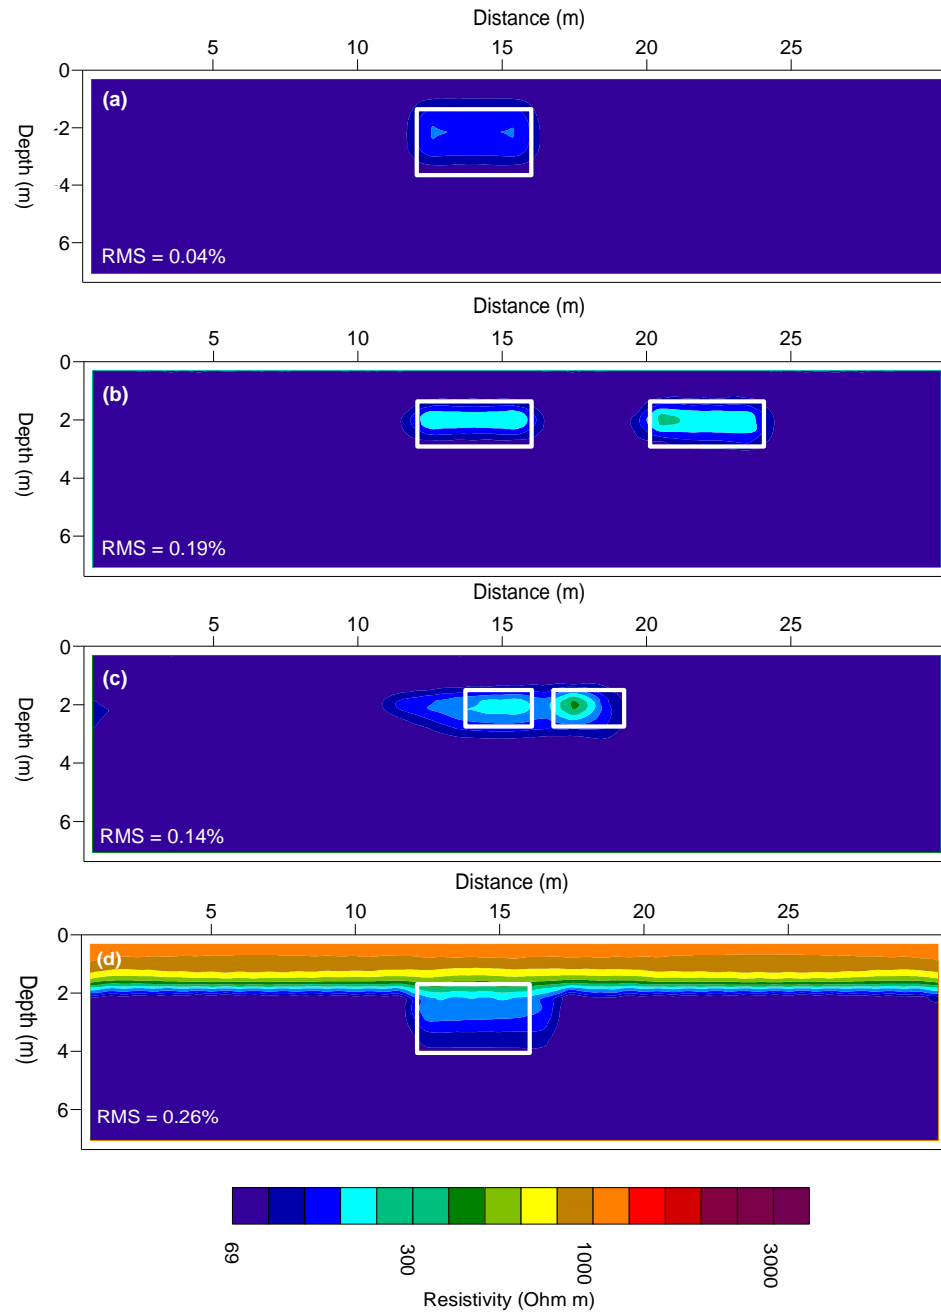 Distance (m)
5 10 15 20 25
0
(a)
-2
Depth (m)
4
6
RMS = 0.04%
Distance (m)
5 10 15 20 25
0
(b)
2
Depth (m)
4
6
RMS = 0.19%
Distance (m)
5 10 15 20 25
0
(c)
2
Depth (m)
4
6
RMS = 0.14%
Distance (m)
5 10 15 20 25
0
(d)
2
Depth (m)
4
6
RMS = 0.26%
69 300 1000 3000
Resistivity (Ohm m)